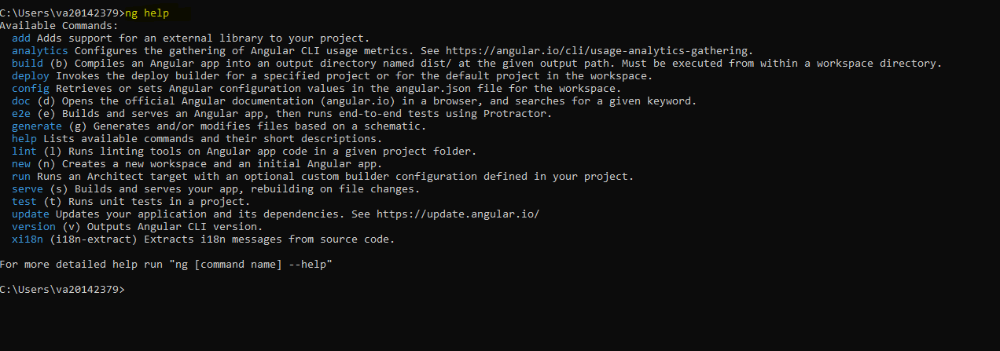 C:\Users\va20142379>ng help
Available Commands:
add Adds support for an external library to your project.
analytics Configures the gathering of Angular CLI usage metrics. See https://angular.io/cli/usage-analytics-gathering.
build (b) Compiles an Angular app into an output directory named dist/ at the given output path. Must be executed from within a workspace directory.
deploy Invokes the deploy builder for a specified project or for the default project in the workspace.
config Retrieves or sets Angular configuration values in the angular.json file for the workspace.
doc (d) Opens the official Angular documentation (angular.io) in a browser, and searches for a given keyword.
e2e (e) Builds and serves an Angular app, then runs end-to-end tests using Protractor.
generate (g) Generates and/or modifies files based on a schematic.
help Lists available commands and their short descriptions.
lint (l) Runs linting tools on Angular app code in a given project folder.
new (n) Creates a new workspace and an initial Angular app.
run Runs an Architect target with an optional custom builder configuration defined in your project.
serve (s) Builds and serves your app, rebuilding on file changes.
test (t) Runs unit tests in a project.
update Updates your application and its dependencies. See https://update.angular.io/
version (v) Outputs Angular CLI version.
xi18n (i18n-extract) Extracts i18n messages from source code.
For more detailed help run "ng [command name] --help"
C:\Users\va20142379>